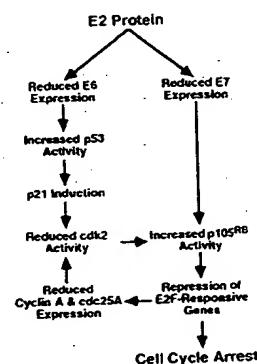 E2 Protein
Reduced E6
Expression
Reduced E7
Expression
Increased p53
Activity
p21 Induction
Reduced cdk2
Activity
Increased p105RB
Activity
Reduced
Cyclin A & cdc25A
Expression
Repression of
E2F-Responsive
Genes
Cell Cycle Arrest